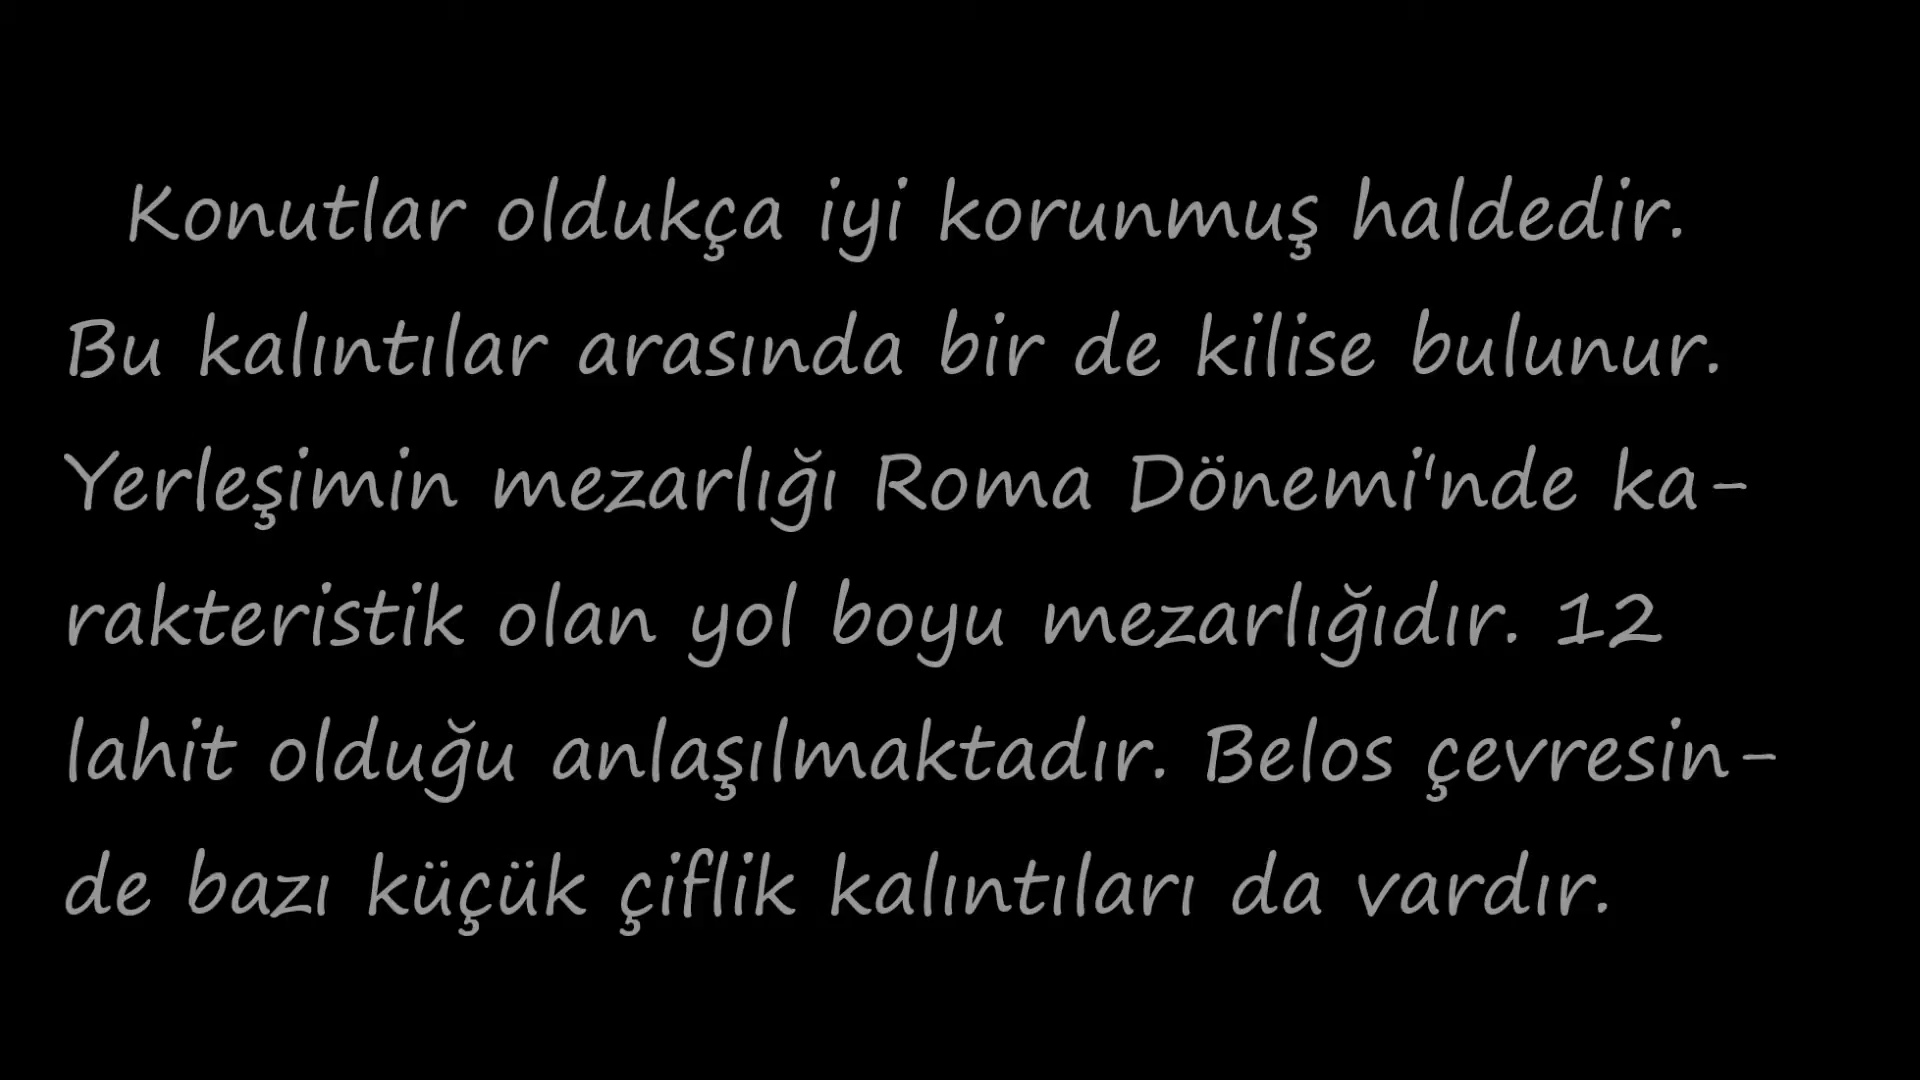 Konutlar oldukça iyi korunmuş haldedir.
Bu kalıntılar arasında bir de kilise bulunur.
Yerleşimin mezarlığı Roma Dönemi'nde ka-
rakteristik olan yol boyu mezarlığıdır. 12
lahit olduğu anlaşılmaktadır. Belos çevresin-
de bazı küçük çiflik kalıntıları da vardır.